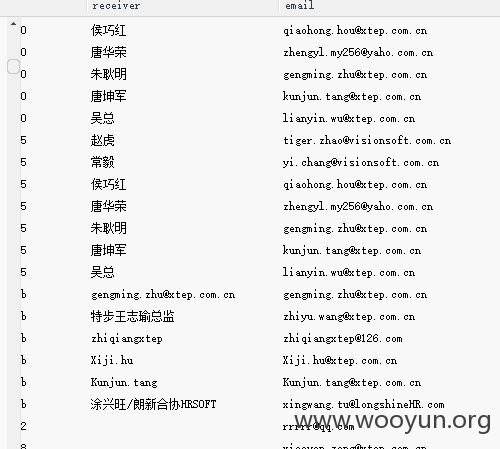 receiver email
0 侯巧红 qiaohong.hou@xtep.com.cn
0 唐华荣 zhengyl.my256@yaho.com.cn
0 朱耿明 gengming.zhu@xtep.com.cn
0 唐坤军 kunjun.tang@xtep.com.cn
0 吴总 lianyin.wu@xtep.com.cn
5 赵虎 tiger.zhao@visionsoft.com.cn
5 常毅 yi.chang@visionsoft.com.cn
5 侯巧红 qiaohong.hou@xtep.com.cn
5 唐华荣 zhengyl.my256@yaho.com.cn
5 朱耿明 gengming.zhu@xtep.com.cn
5 唐坤军 kunjun.tang@xtep.com.cn
5 吴总 lianyin.wu@xtep.com.cn
b gengming.zhu@xtep.com.cn gengming.zhu@xtep.com.cn
b 特步王志瑜总监 zhiyu.wang@xtep.com.cn
b zhiqiangxtep zhiqiangxtep@126.com
b Xiji.hu Xiji.hu@xtep.com.cn
b Kunjun.tang Kunjun.tang@xtep.com.cn
b 涂兴旺/朗新合协HRSOFT xingwang.tu@longshineHR.com
2 rrrrr@qq.com
www.wooyun.org
8